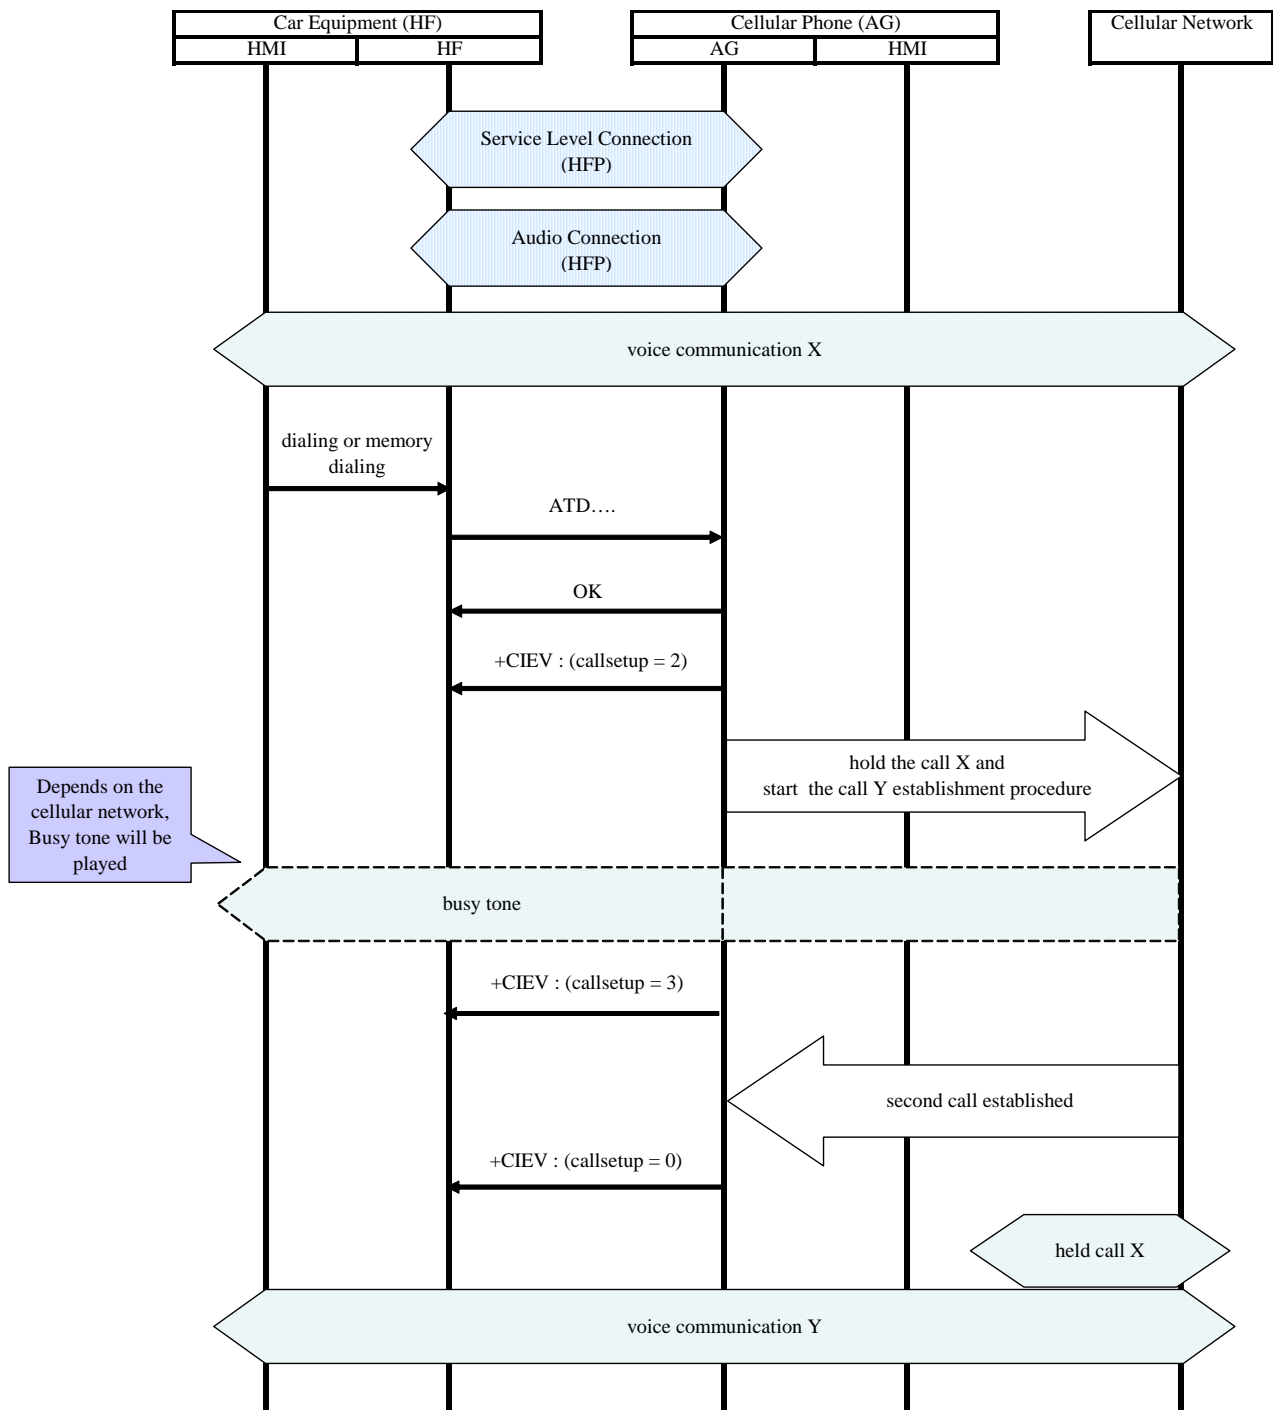 Car Equipment (HF)
Cellular Phone (AG)
Cellular Network
HMI
HF
AG
HMI
Service Level Connection
(HFP)
Audio Connection
(HFP)
voice communication X
dialing or memory
dialing
ATD….
OK
+CIEV : (callsetup = 2)
hold the call X and
start the call Y establishment procedure
Depends on the
cellular network,
Busy tone will be
played
busy tone
+CIEV : (callsetup = 3)
second call established
+CIEV : (callsetup = 0)
held call X
voice communication Y